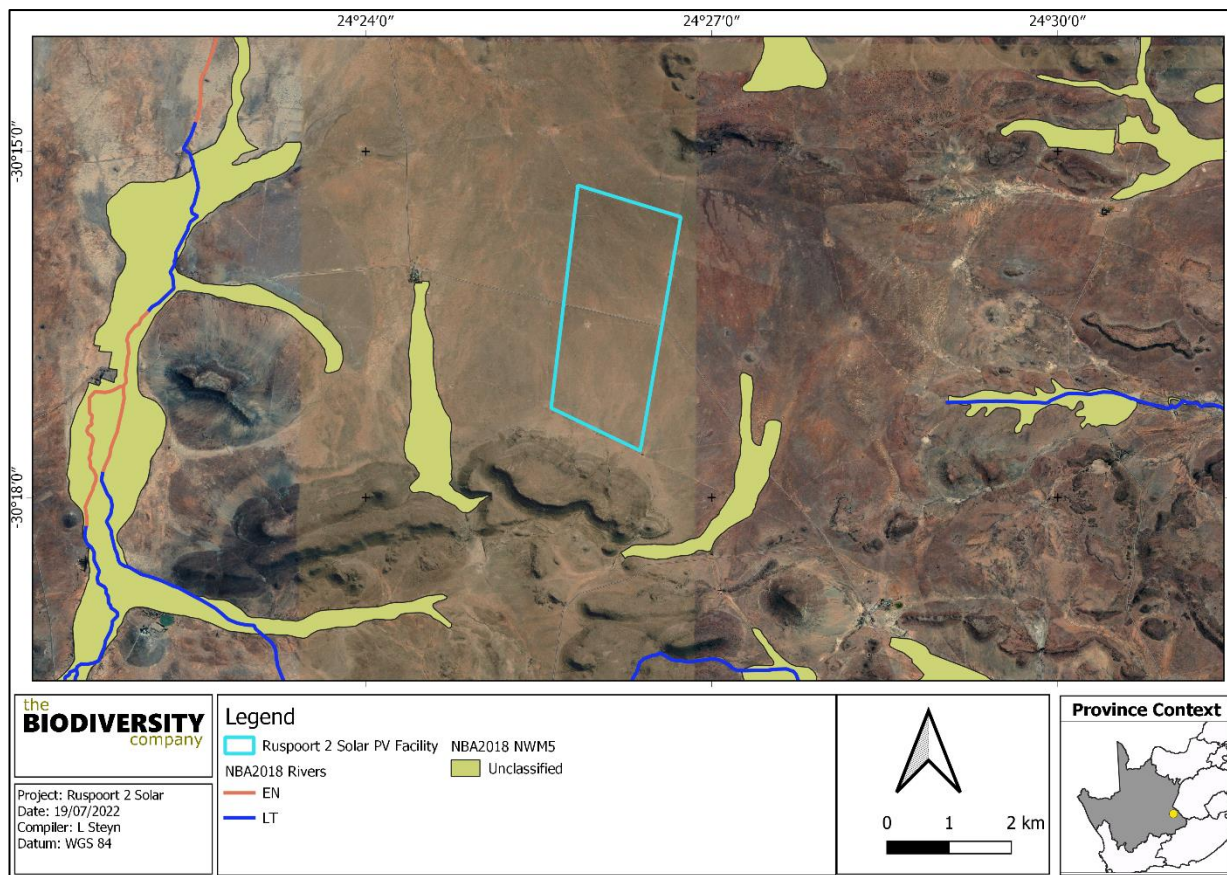 24°24'0"
24°27'0"
24°30'0"
-30°15'0"
-30°18'0"
the
BIODIVERSITY
company
Project: Ruspoort 2 Solar
Date: 19/07/2022
Compiler: L Steyn
Datum: WGS 84
Legend
Ruspoort 2 Solar PV Facility
NBA2018 Rivers
EN
LT
NBA2018 NWM5
Unclassified
0 1 2 km
Province Context